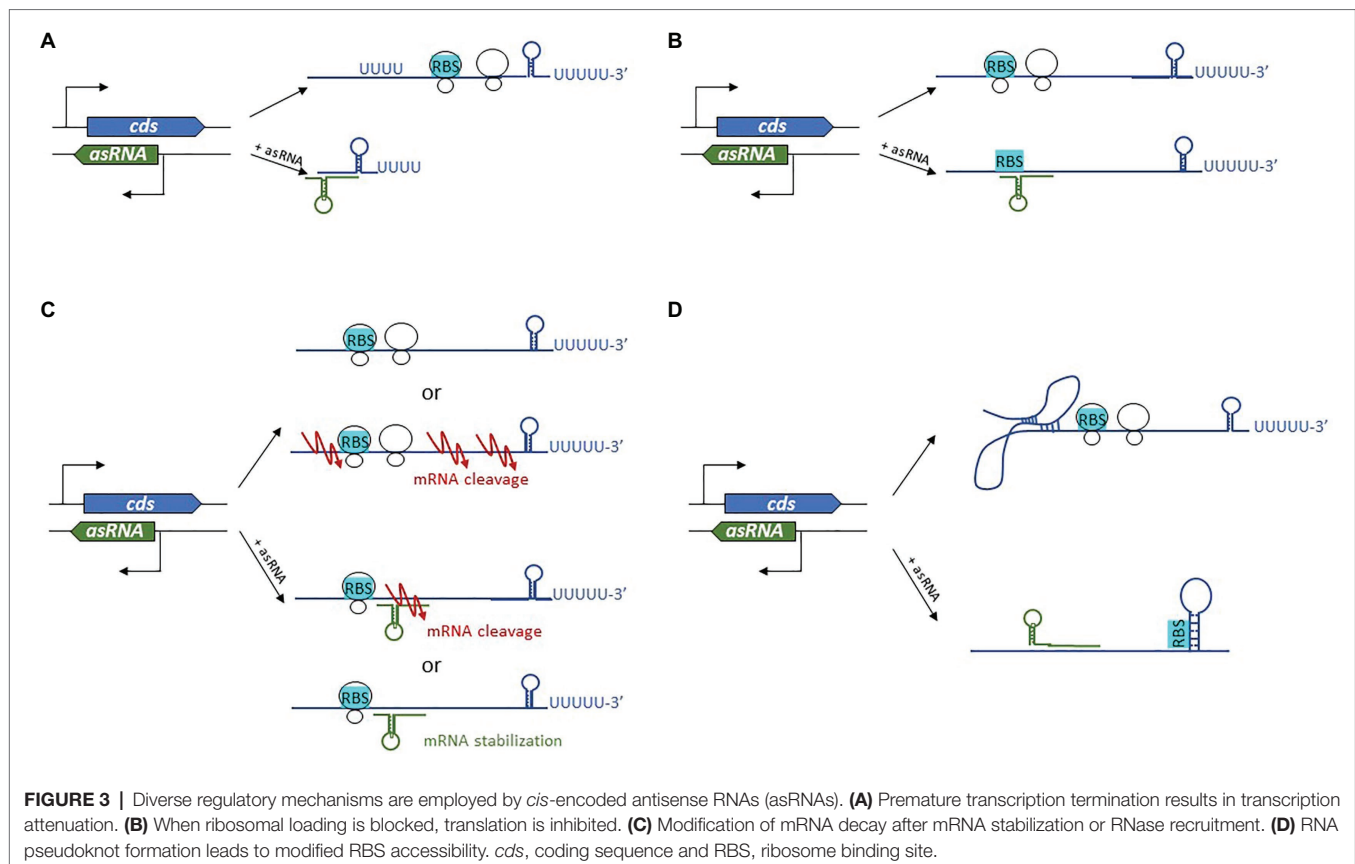 A
UUUU
RBS
UUUUU-3'
cds
asRNA
+ asRNA
UUUU
B
RBS
UUUUU-3'
cds
asRNA
+ asRNA
RBS
UUUUU-3'
C
RBS
UUUUU-3'
or
RBS
UUUUU-3'
mRNA cleavage
cds
asRNA
+ asRNA
RBS
UUUUU-3'
mRNA cleavage
or
RBS
UUUUU-3'
mRNA stabilization
D
RBS
UUUUU-3'
cds
asRNA
+ asRNA
RBS
FIGURE 3 | Diverse regulatory mechanisms are employed by cis-encoded antisense RNAs (asRNAs). (A) Premature transcription termination results in transcription
attenuation. (B) When ribosomal loading is blocked, translation is inhibited. (C) Modification of mRNA decay after mRNA stabilization or RNase recruitment. (D) RNA
pseudoknot formation leads to modified RBS accessibility. cds, coding sequence and RBS, ribosome binding site.